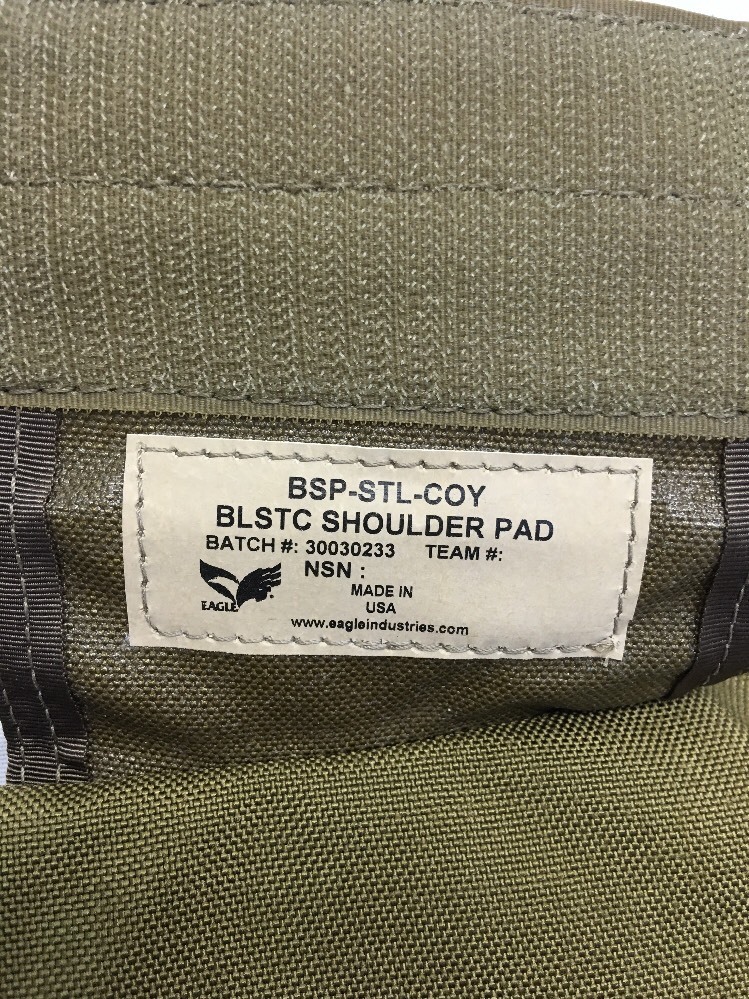 BSP-STL-COY
BLSTC SHOULDER PAD
BATCH #: 30030233 TEAM #:
NSN :
EAGLE
MADE IN
USA
www.eagleindustries.com